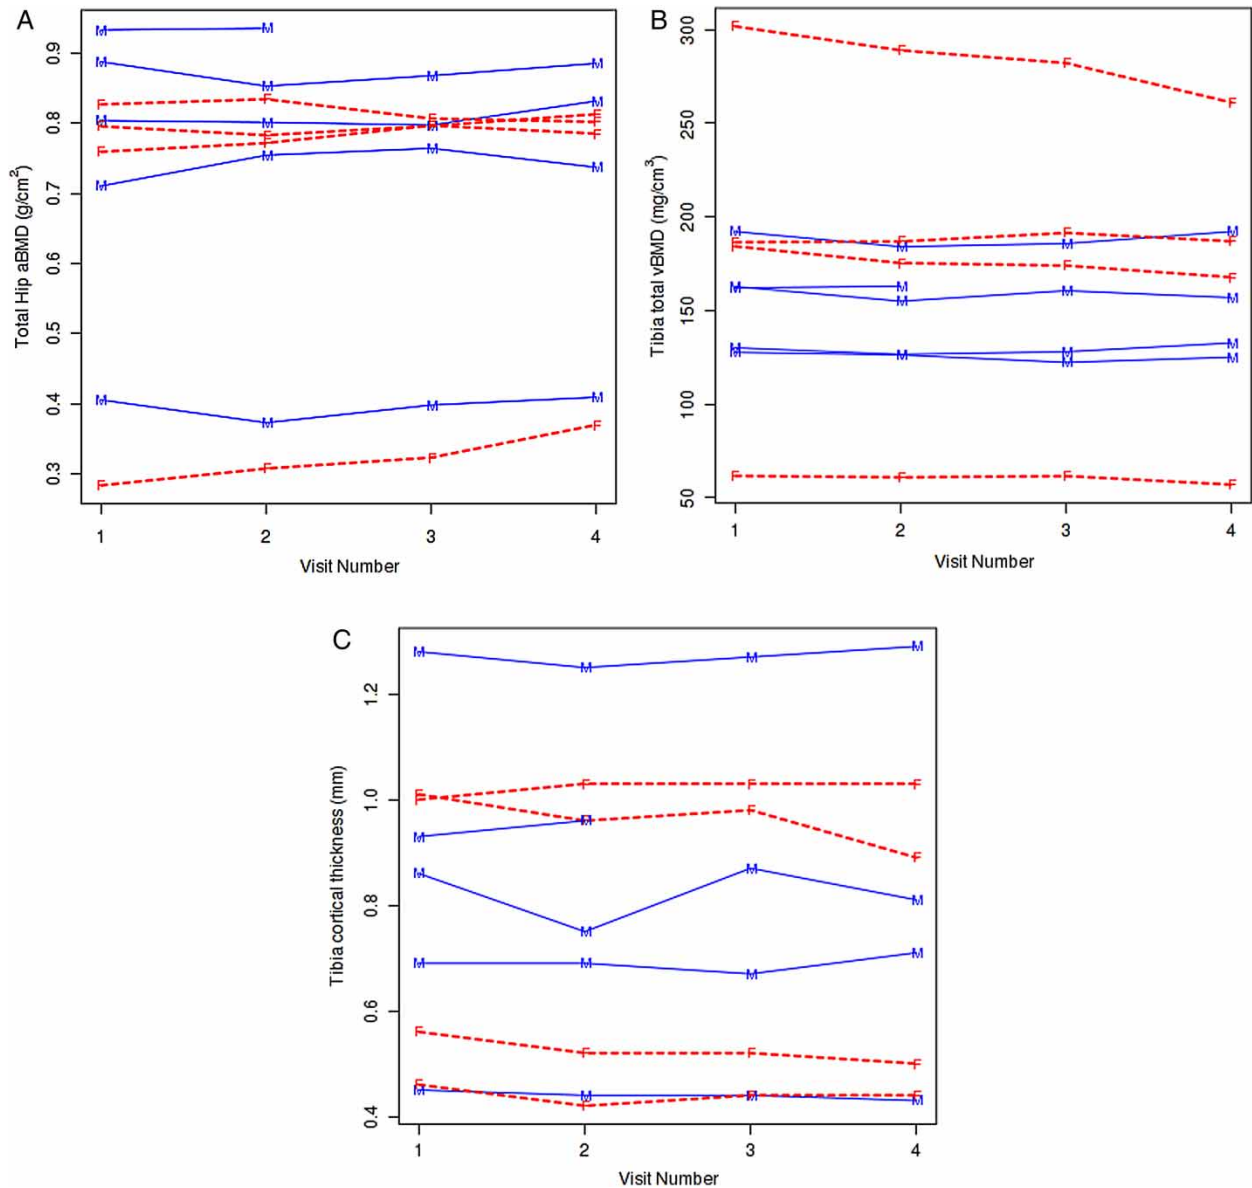 A
Total Hip aBMD (g/cm²)
0.9
0.8
0.7
0.6
0.5
0.4
0.3
M M
M M M M
F F F F
M M M M
F F F F
F F F F
M M M M
M M M M
F F F F
1 2 3 4
Visit Number
B
Tibia total vBMD (mg/cm³)
300
250
200
150
100
50
F F F F
M M M M
F F F F
F F F F
M M
M M M M
M M M M
M M M M
F F F F
1 2 3 4
Visit Number
C
Tibia cortical thickness (mm)
1.2
1.0
0.8
0.6
0.4
M M M M
F F F F
F F F F
M M
M M M M
M M M M
F F F F
F F F F
M M M M
1 2 3 4
Visit Number